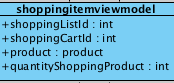 shoppingitemviewmodel
+shoppingListId : int
+shoppingCartId : int
+product : product
+quantityShoppingProduct : int